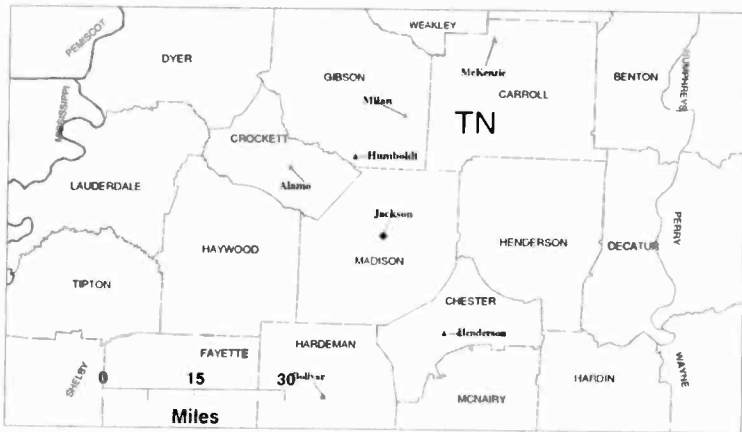 WEAKLEY
PEMISCOT
DYER
GIBSON
McKenzie
BENTON
HUMPHREYS
CARROLL
Milan
MISSISSIPPI
TN
CROCKETT
Humboldt
LAUDERDALE
Alamo
Jackson
PERRY
HAYWOOD
MADISON
HENDERSON
DECATUR
TIPTON
CHESTER
Henderson
SHELBY
FAYETTE
HARDEMAN
WAYNE
0 15 30
Bolivar
HARDIN
MCNAIRY
Miles